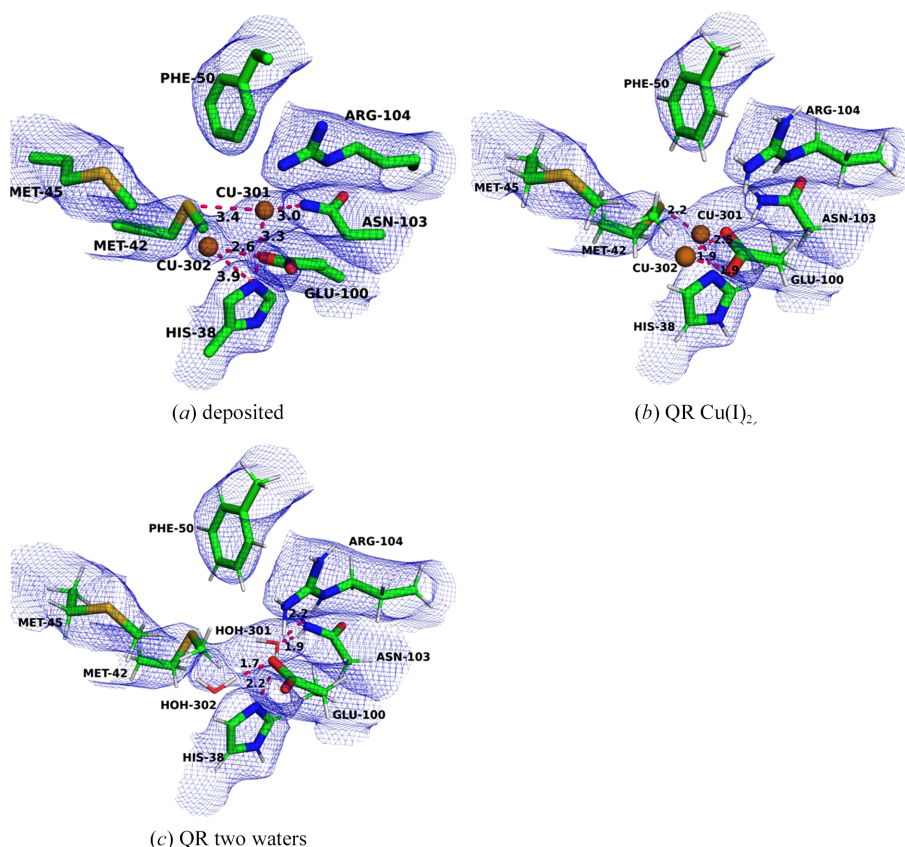 PHE-50
ARG-104
CU-301
MET-45
3.4
3.0
ASN-103
MET-42
3.3
2.6
CU-302
3.9
GLU-100
HIS-38
(a) deposited
PHE-50
ARG-104
MET-45
2.2
CU-301
ASN-103
MET-42
2.5
1.9
CU-302
1.9
GLU-100
HIS-38
(b) QR Cu(I)₂,
PHE-50
ARG-104
MET-45
2.2
HOH-301
1.9
ASN-103
MET-42
1.7
2.2
HOH-302
GLU-100
HIS-38
(c) QR two waters